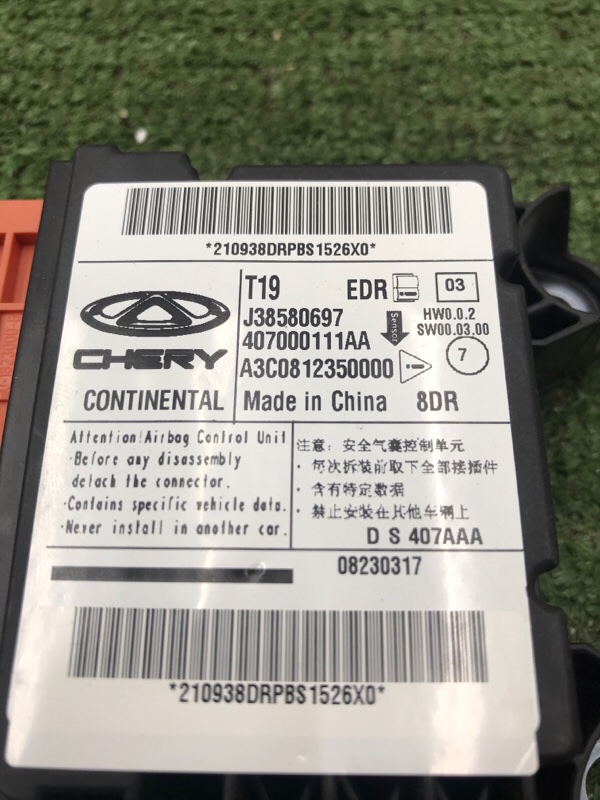 *210938DRPBS1526X0*
T19 EDR 03
J38580697
407000111AA
Sensor
HW0.0.2
SW00.03.00
A3C0812350000
7
CHERY
CONTINENTAL
Made in China 8DR
Attention!Airbag Control Unit
·Before any disassembly
detach the connector.
·Contains specific vehicle data.
·Never install in another car.
注意：安全气囊控制单元
·每次拆装前取下全部接插件
·含有特定数据
·禁止安装在其他车辆上
D S 407AAA
08230317
*210938DRPBS1526X0*